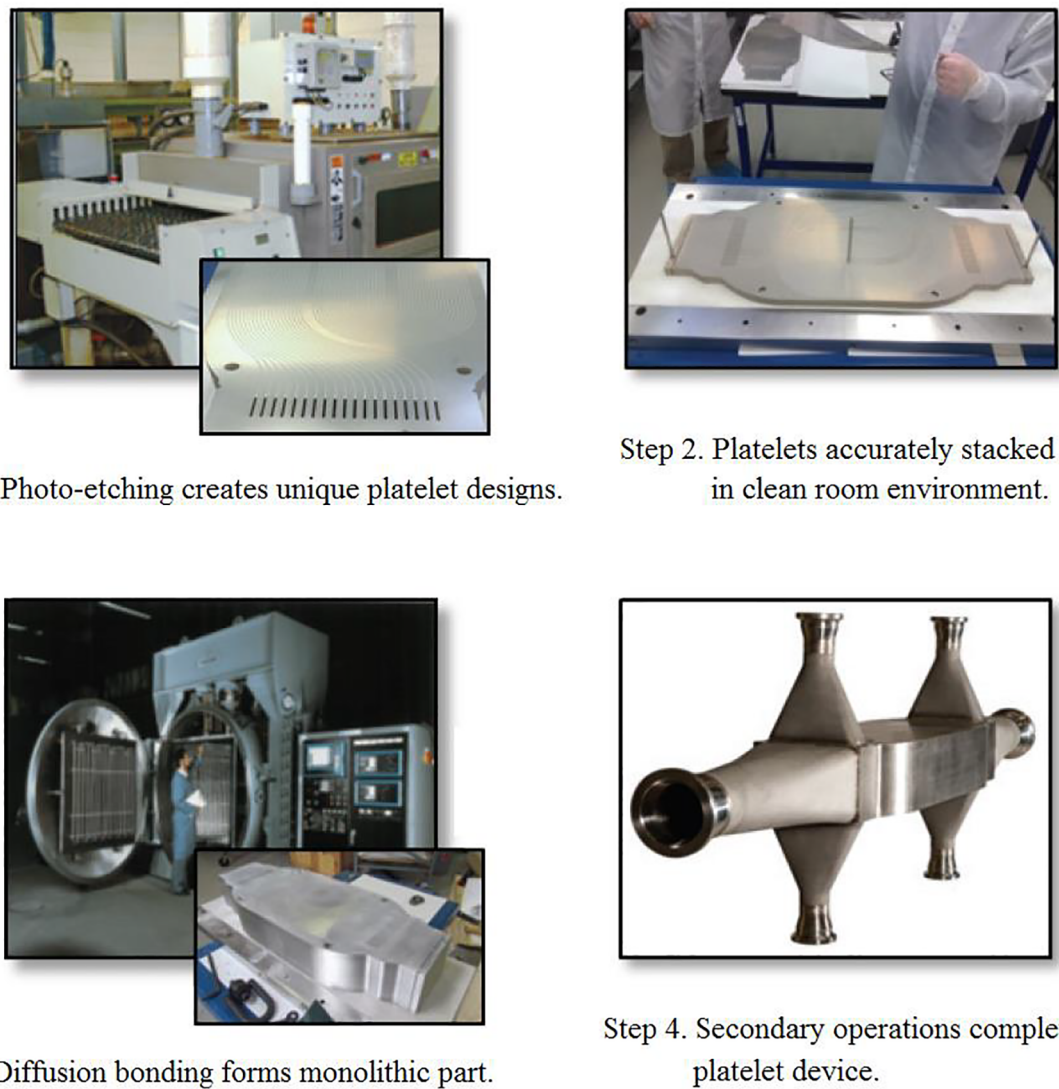 Photo-etching creates unique platelet designs.
Step 2. Platelets accurately stacked
in clean room environment.
Diffusion bonding forms monolithic part.
Step 4. Secondary operations comple
platelet device.